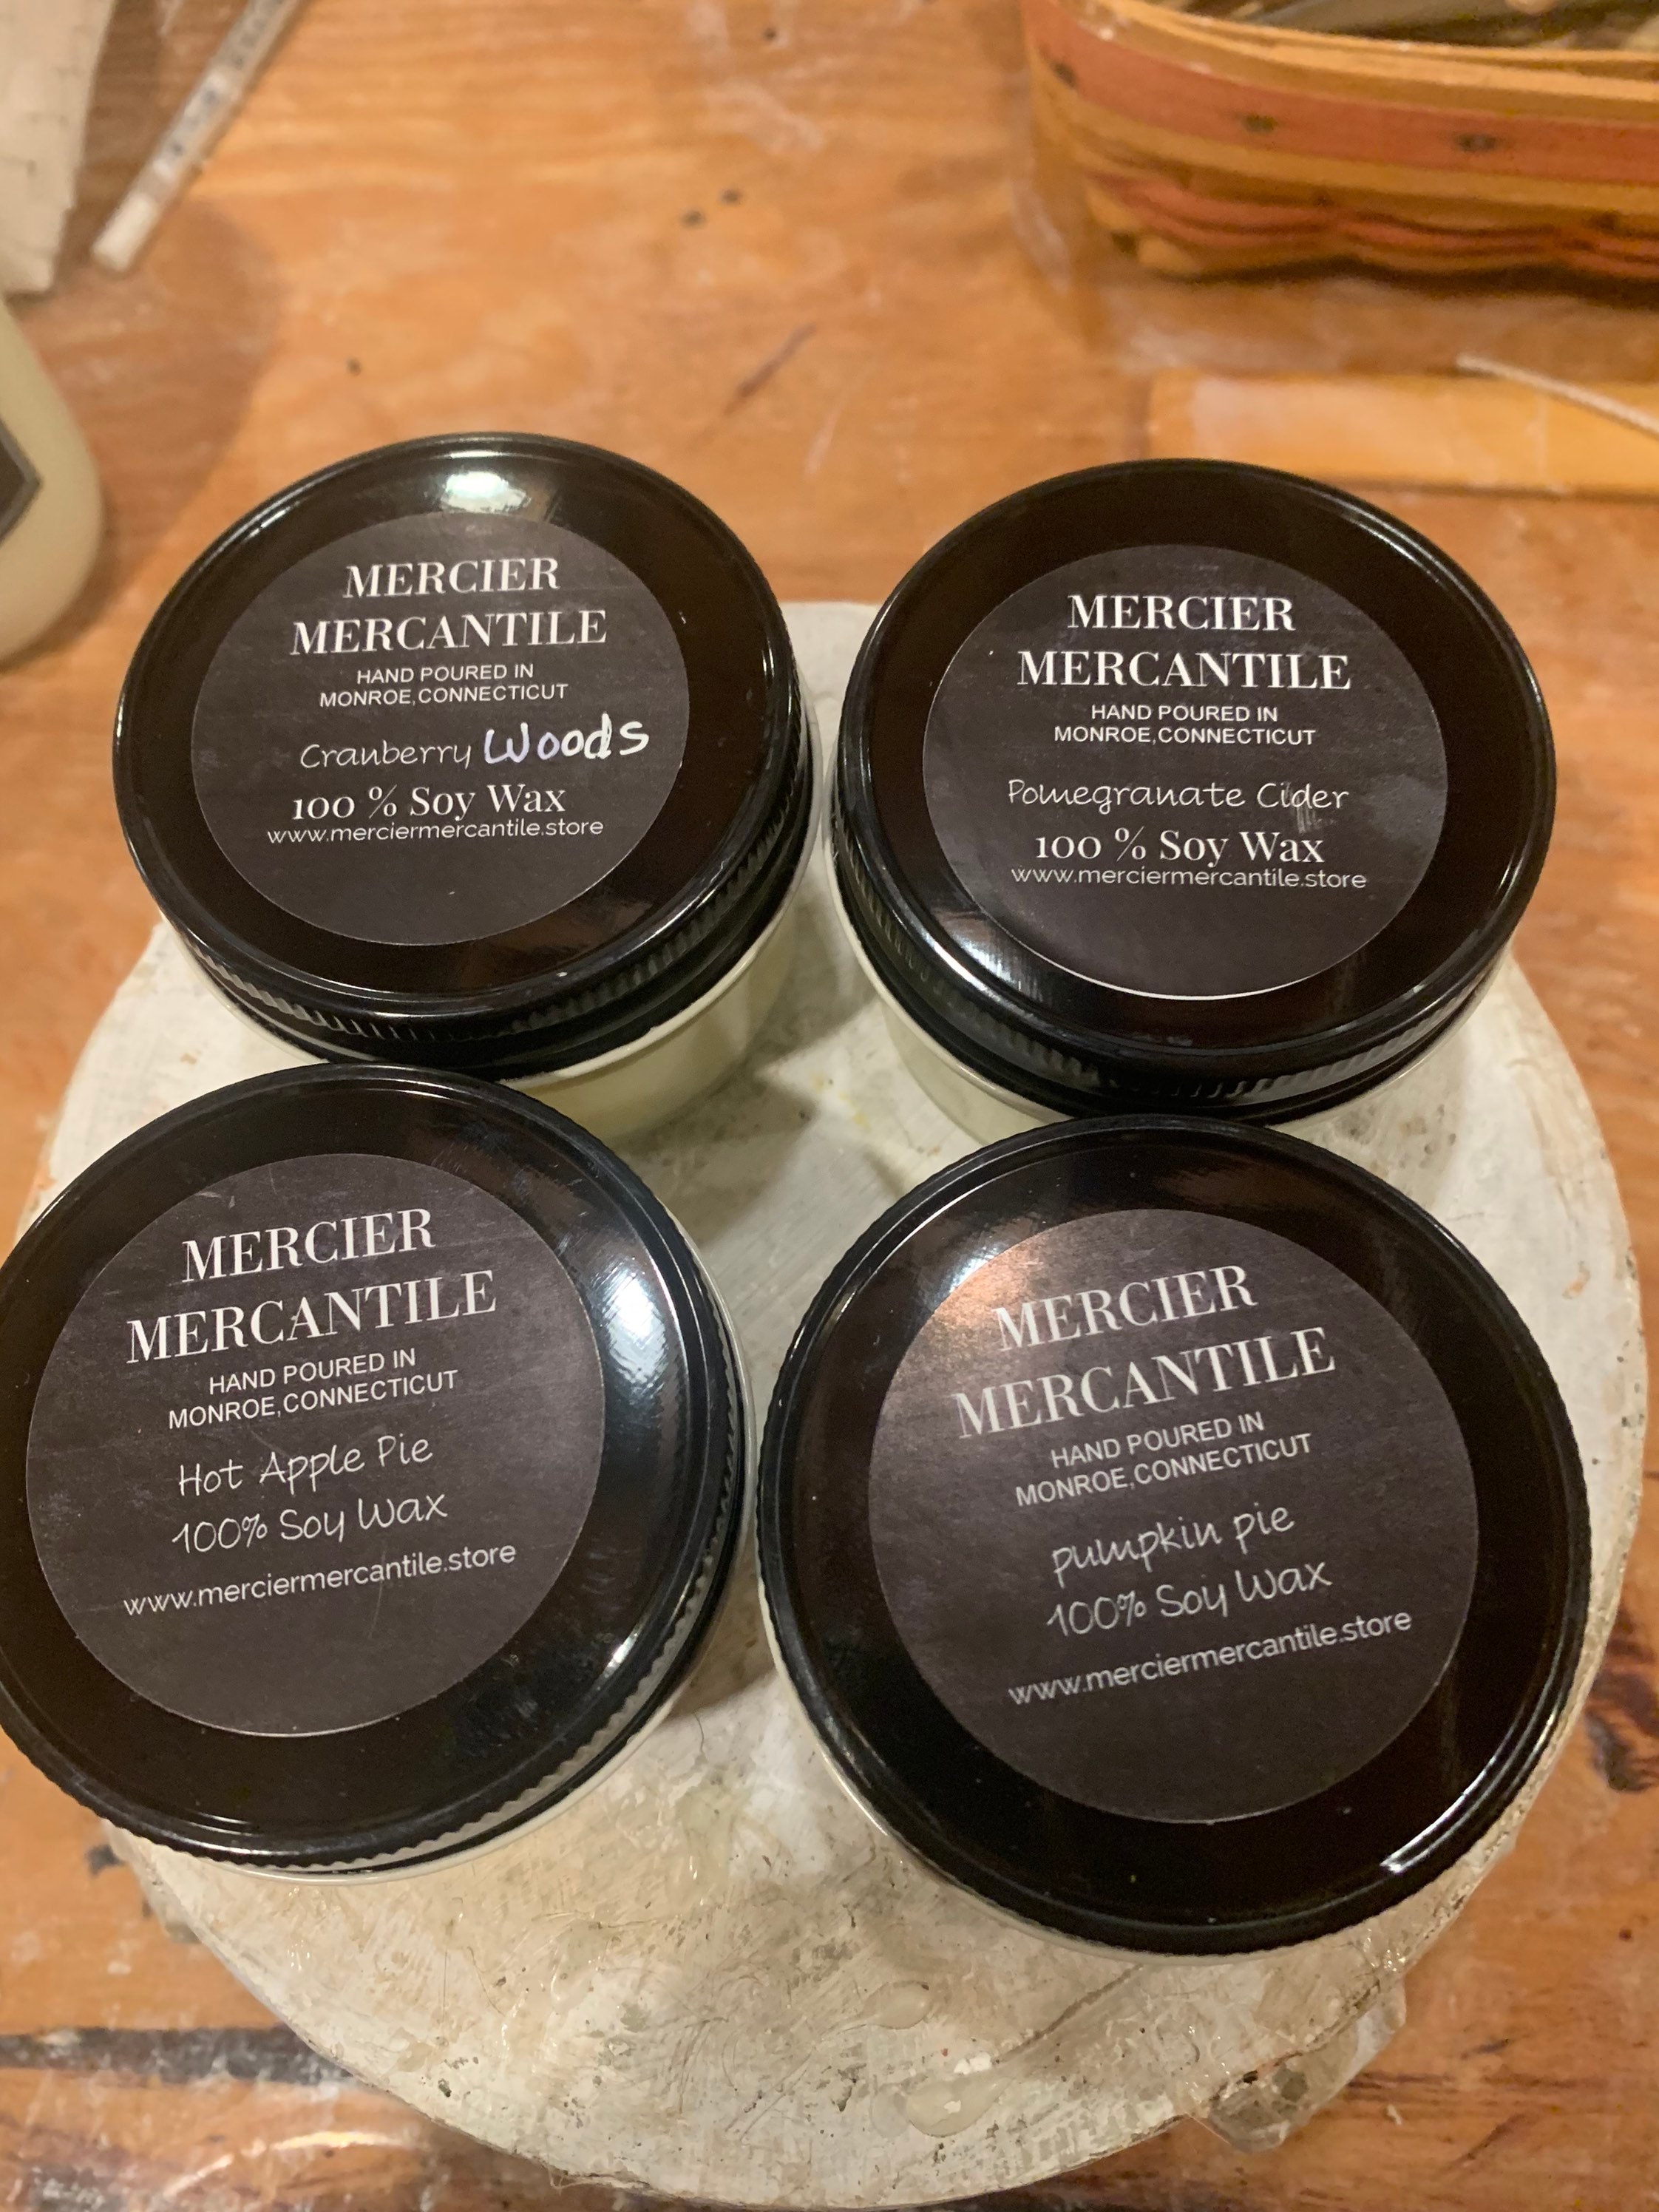 MERCIER
MERCANTILE
HAND POURED IN
MONROE,CONNECTICUT
Cranberry Woods
100 % Soy Wax
www.merciermercantile.store
MERCIER
MERCANTILE
HAND POURED IN
MONROE,CONNECTICUT
Pomegranate Cider
100 % Soy Wax
www.merciermercantile.store
MERCIER
MERCANTILE
HAND POURED IN
MONROE,CONNECTICUT
Hot Apple Pie
100% Soy Wax
www.merciermercantile.store
MERCIER
MERCANTILE
HAND POURED IN
MONROE,CONNECTICUT
pumpkin pie
100% Soy Wax
www.merciermercantile.store